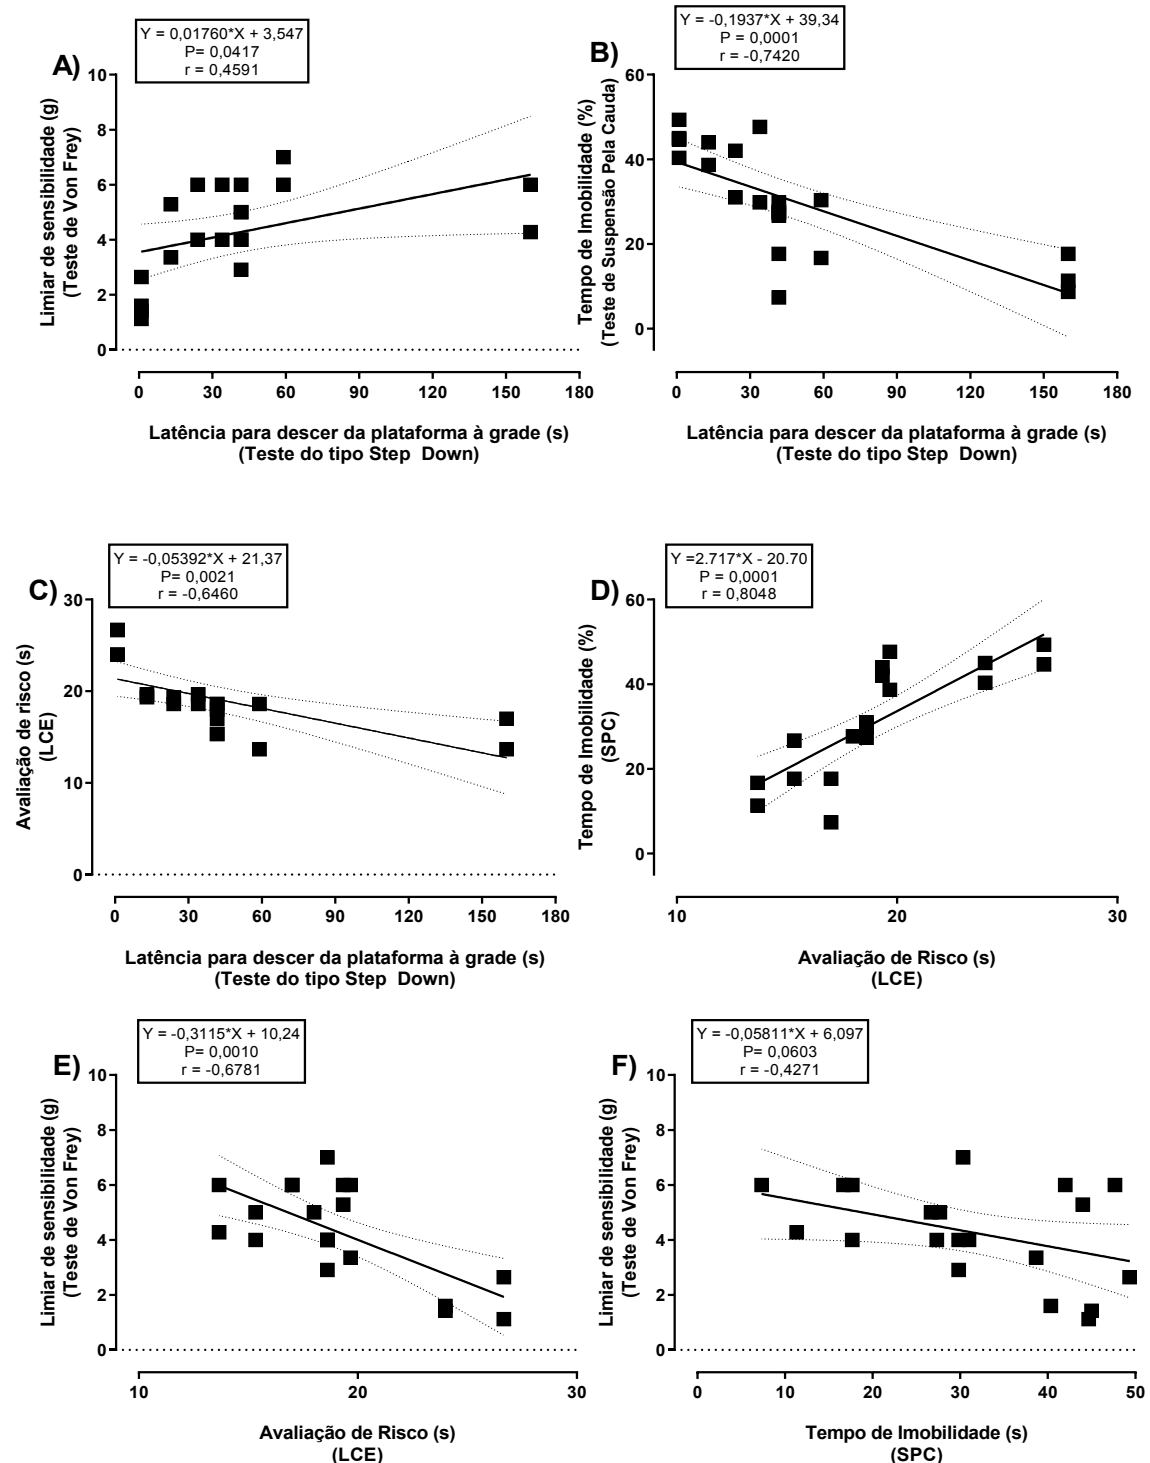 Y = 0,01760*X + 3,547
P= 0,0417
r = 0,4591
A)
Limiar de sensibilidade (g)
(Teste de Von Frey)
10
8
6
4
2
0
0 30 60 90 120 150 180
Latência para descer da plataforma à grade (s)
(Teste do tipo Step Down)
Y = -0,1937*X + 39,34
P = 0,0001
r = -0,7420
B)
Tempo de Imobilidade (%)
(Teste de Suspensão Pela Cauda)
60
40
20
0
0 30 60 90 120 150 180
Latência para descer da plataforma à grade (s)
(Teste do tipo Step Down)
Y = -0,05392*X + 21,37
P= 0,0021
r = -0,6460
C)
Avaliação de risco (s)
(LCE)
30
20
10
0
0 30 60 90 120 150 180
Latência para descer da plataforma à grade (s)
(Teste do tipo Step Down)
Y =2.717*X - 20.70
P = 0,0001
r = 0,8048
D)
Tempo de Imobilidade (%)
(SPC)
60
40
20
0
10 20 30
Avaliação de Risco (s)
(LCE)
Y = -0,3115*X + 10,24
P= 0,0010
r = -0,6781
E)
Limiar de sensibilidade (g)
(Teste de Von Frey)
10
8
6
4
2
0
10 20 30
Avaliação de Risco (s)
(LCE)
Y = -0,05811*X + 6,097
P= 0,0603
r = -0,4271
F)
Limiar de sensibilidade (g)
(Teste de Von Frey)
10
8
6
4
2
0
0 10 20 30 40 50
Tempo de Imobilidade (s)
(SPC)